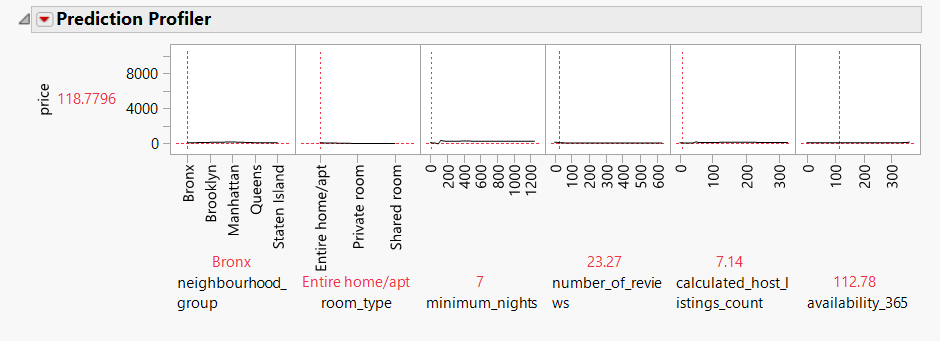 Prediction Profiler
price
118.7796
8000
4000
0
Bronx
Brooklyn
Manhattan
Queens
Staten Island
Entire home/apt
Private room
Shared room
0
200
400
600
800
1000
1200
0
100
200
300
400
500
600
0
100
200
300
0
100
200
300
Bronx
neighbourhood_
group
Entire home/apt
room_type
7
minimum_nights
23.27
number_of_revie
ws
7.14
calculated_host_l
istings_count
112.78
availability_365